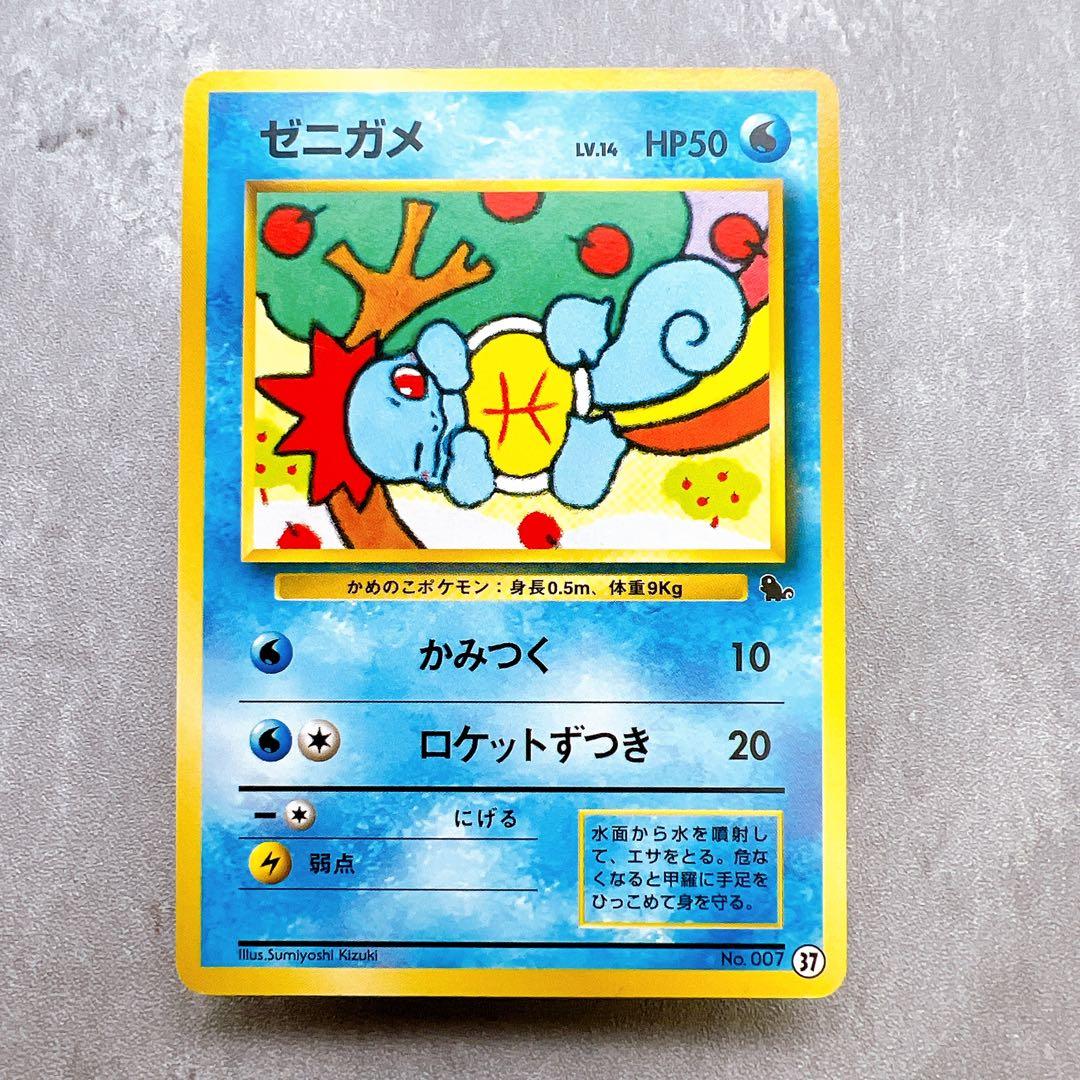 ゼニガメ LV.14 HP50
かめのこポケモン：身長0.5m、体重9Kg
かみつく 10
ロケットずつき 20
にげる
弱点
水面から水を噴射し
て、エサをとる。危な
くなると甲羅に手足を
ひっこめて身を守る。
Illus.Sumiyoshi Kizuki No. 007 37